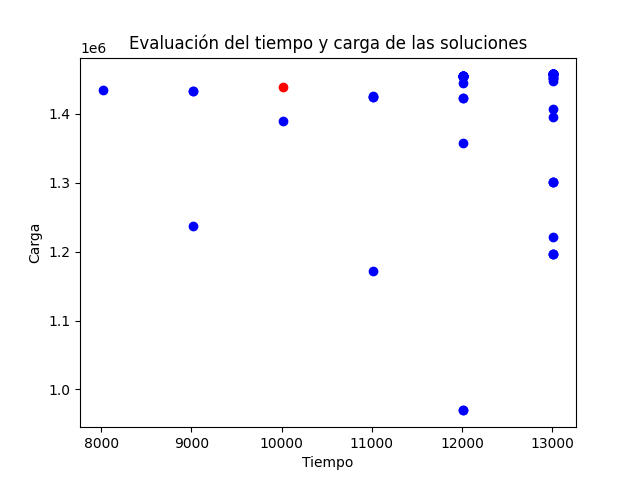 Evaluación del tiempo y carga de las soluciones
1e6
1.4
1.3
1.2
1.1
1.0
Carga
8000 9000 10000 11000 12000 13000
Tiempo